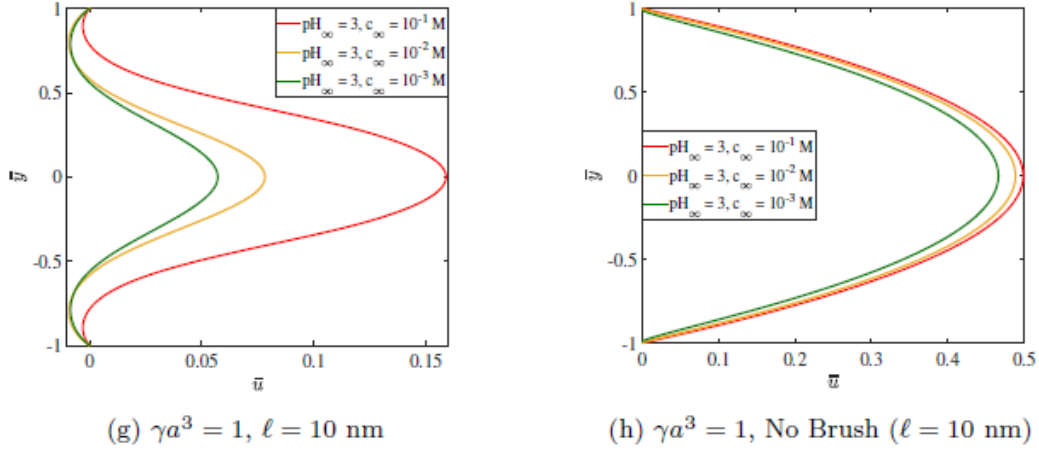 1
0.5
0
-0.5
-1
ȳ
pH∞ = 3, c∞ = 10⁻¹ M
pH∞ = 3, c∞ = 10⁻² M
pH∞ = 3, c∞ = 10⁻³ M
0 0.05 0.1 0.15
ū
(g) γa³ = 1, ℓ = 10 nm
1
0.5
0
-0.5
-1
ȳ
pH∞ = 3, c∞ = 10⁻¹ M
pH∞ = 3, c∞ = 10⁻² M
pH∞ = 3, c∞ = 10⁻³ M
0 0.1 0.2 0.3 0.4 0.5
ū
(h) γa³ = 1, No Brush (ℓ = 10 nm)